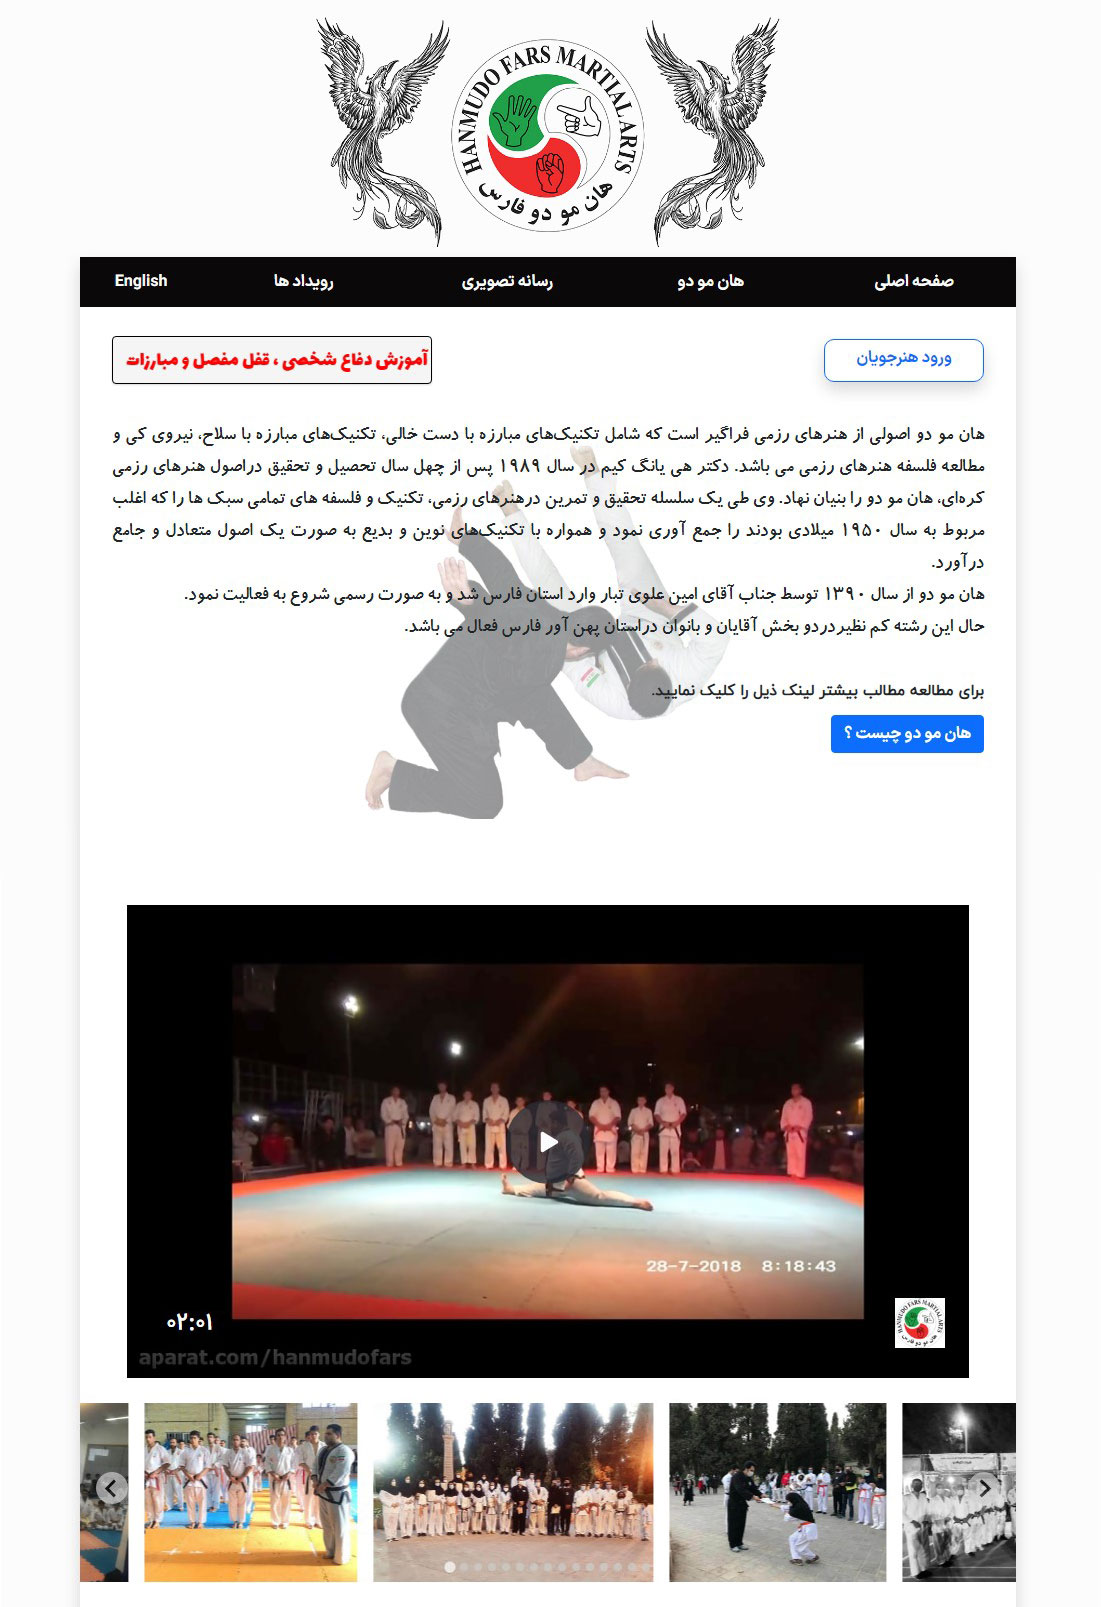 HANMUDO FARS MARTIAL ARTS
هان مو دو فارس
صفحه اصلی
هان مو دو
رسانه تصویری
رویداد ها
English
ورود هنرجویان
آموزش دفاع شخصی ، قفل مفصل و مبارزات
هان مو دو اصولی از هنرهای رزمی فراگیر است که شامل تکنیک‌های مبارزه با دست خالی، تکنیک‌های مبارزه با سلاح، نیروی کی و
مطالعه فلسفه هنرهای رزمی می باشد. دکتر هی یانگ کیم در سال ۱۹۸۹ پس از چهل سال تحصیل و تحقیق دراصول هنرهای رزمی
کره‌ای، هان مو دو را بنیان نهاد. وی طی یک سلسله تحقیق و تمرین درهنرهای رزمی، تکنیک و فلسفه های تمامی سبک ها را که اغلب
مربوط به سال ۱۹۵۰ میلادی بودند را جمع آوری نمود و همواره با تکنیک‌های نوین و بدیع به صورت یک اصول متعادل و جامع
درآورد.
هان مو دو از سال ۱۳۹۰ توسط جناب آقای امین علوی تبار وارد استان فارس شد و به صورت رسمی شروع به فعالیت نمود.
حال این رشته کم نظیردردو بخش آقایان و بانوان دراستان پهن آور فارس فعال می باشد.
برای مطالعه مطالب بیشتر لینک ذیل را کلیک نمایید.
هان مو دو چیست ؟
28-7-2018 8:18:43
۰۲:۰۱
HANMUDO FARS MARTIAL ARTS
هان مو دو فارس
aparat.com/hanmudofars